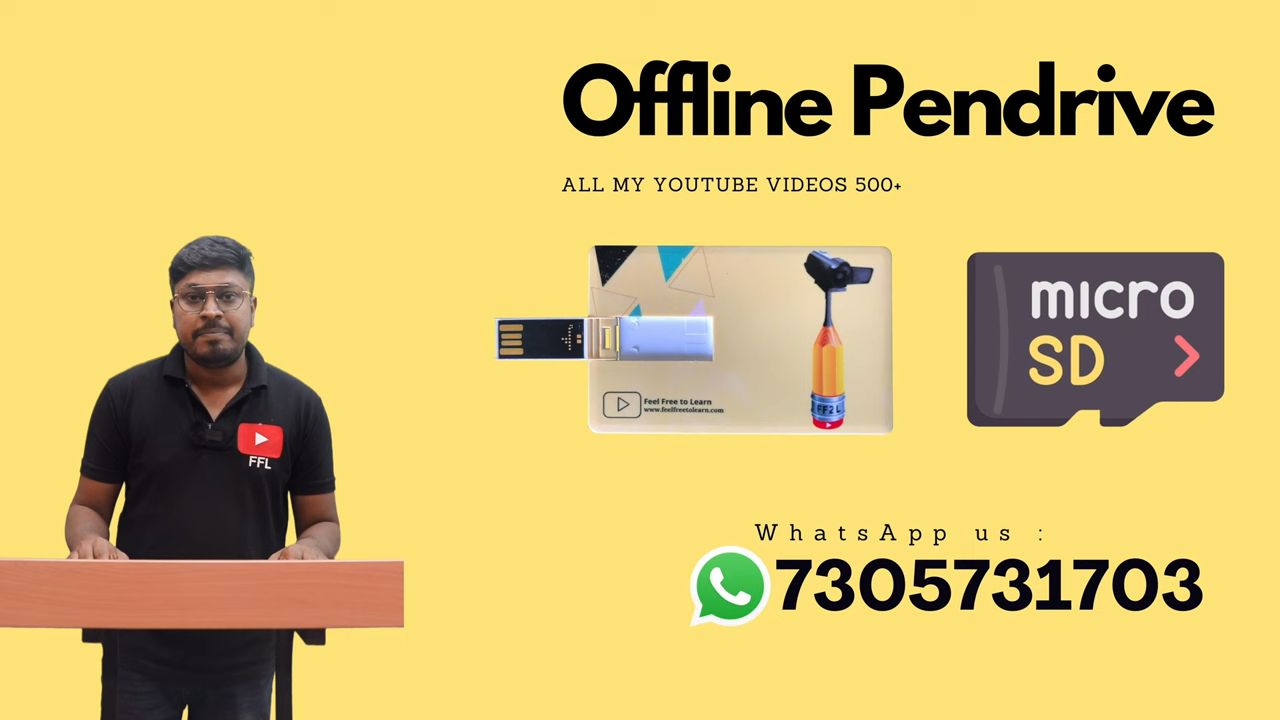 Offline Pendrive
ALL MY YOUTUBE VIDEOS 500+
FF2L
Feel Free to Learn
www.feelfreetolearn.com
micro
SD
FFL
WhatsApp us :
7305731703